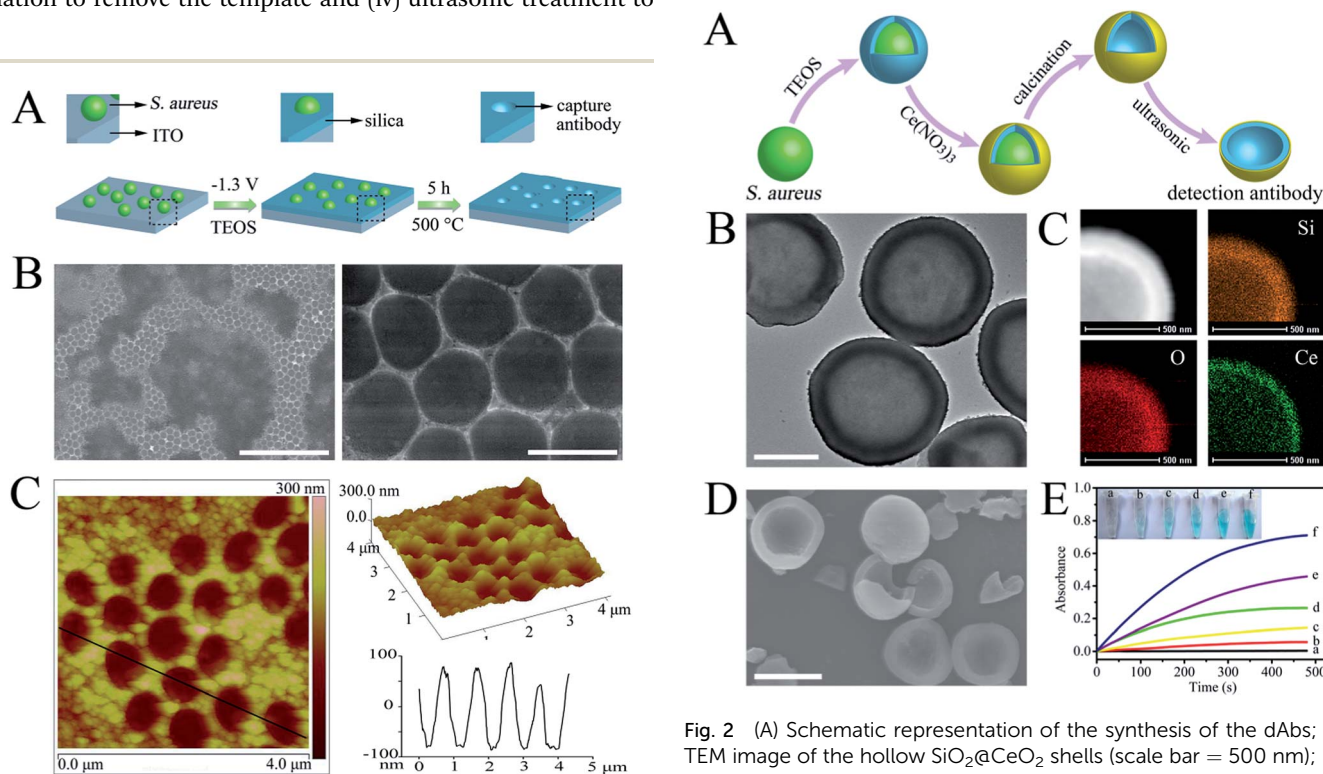 nation to remove the template and (iv) ultrasonic treatment to
A
S. aureus
ITO
silica
capture
antibody
-1.3 V
TEOS
5 h
500 °C
B
C
300 nm
0.0 μm
4.0 μm
300.0 nm
0.0
4 μm
3
2
1
1
2
3
4 μm
100
0
-100
nm
0
1
2
3
4
5
μm
A
TEOS
Ce(NO₃)₃
calcination
ultrasonic
S. aureus
detection antibody
B
C
Si
500 nm
500 nm
O
Ce
500 nm
500 nm
D
E
a b c d e f
1.0
0.8
0.6
0.4
0.2
0.0
Absorbance
f
e
d
c
b
a
0 100 200 300 400 500
Time (s)
Fig. 2 (A) Schematic representation of the synthesis of the dAbs;
TEM image of the hollow SiO₂@CeO₂ shells (scale bar = 500 nm);